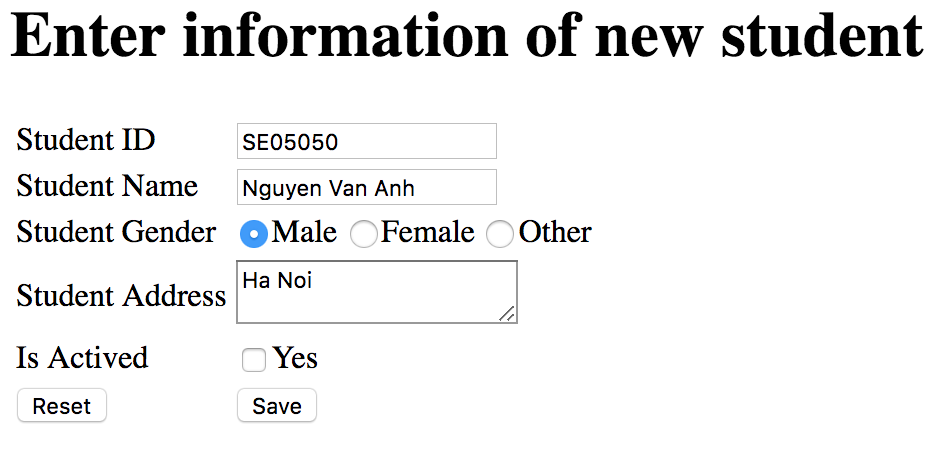 Enter information of new student
Student ID SE05050
Student Name Nguyen Van Anh
Student Gender Male Female Other
Student Address Ha Noi
Is Actived Yes
Reset Save